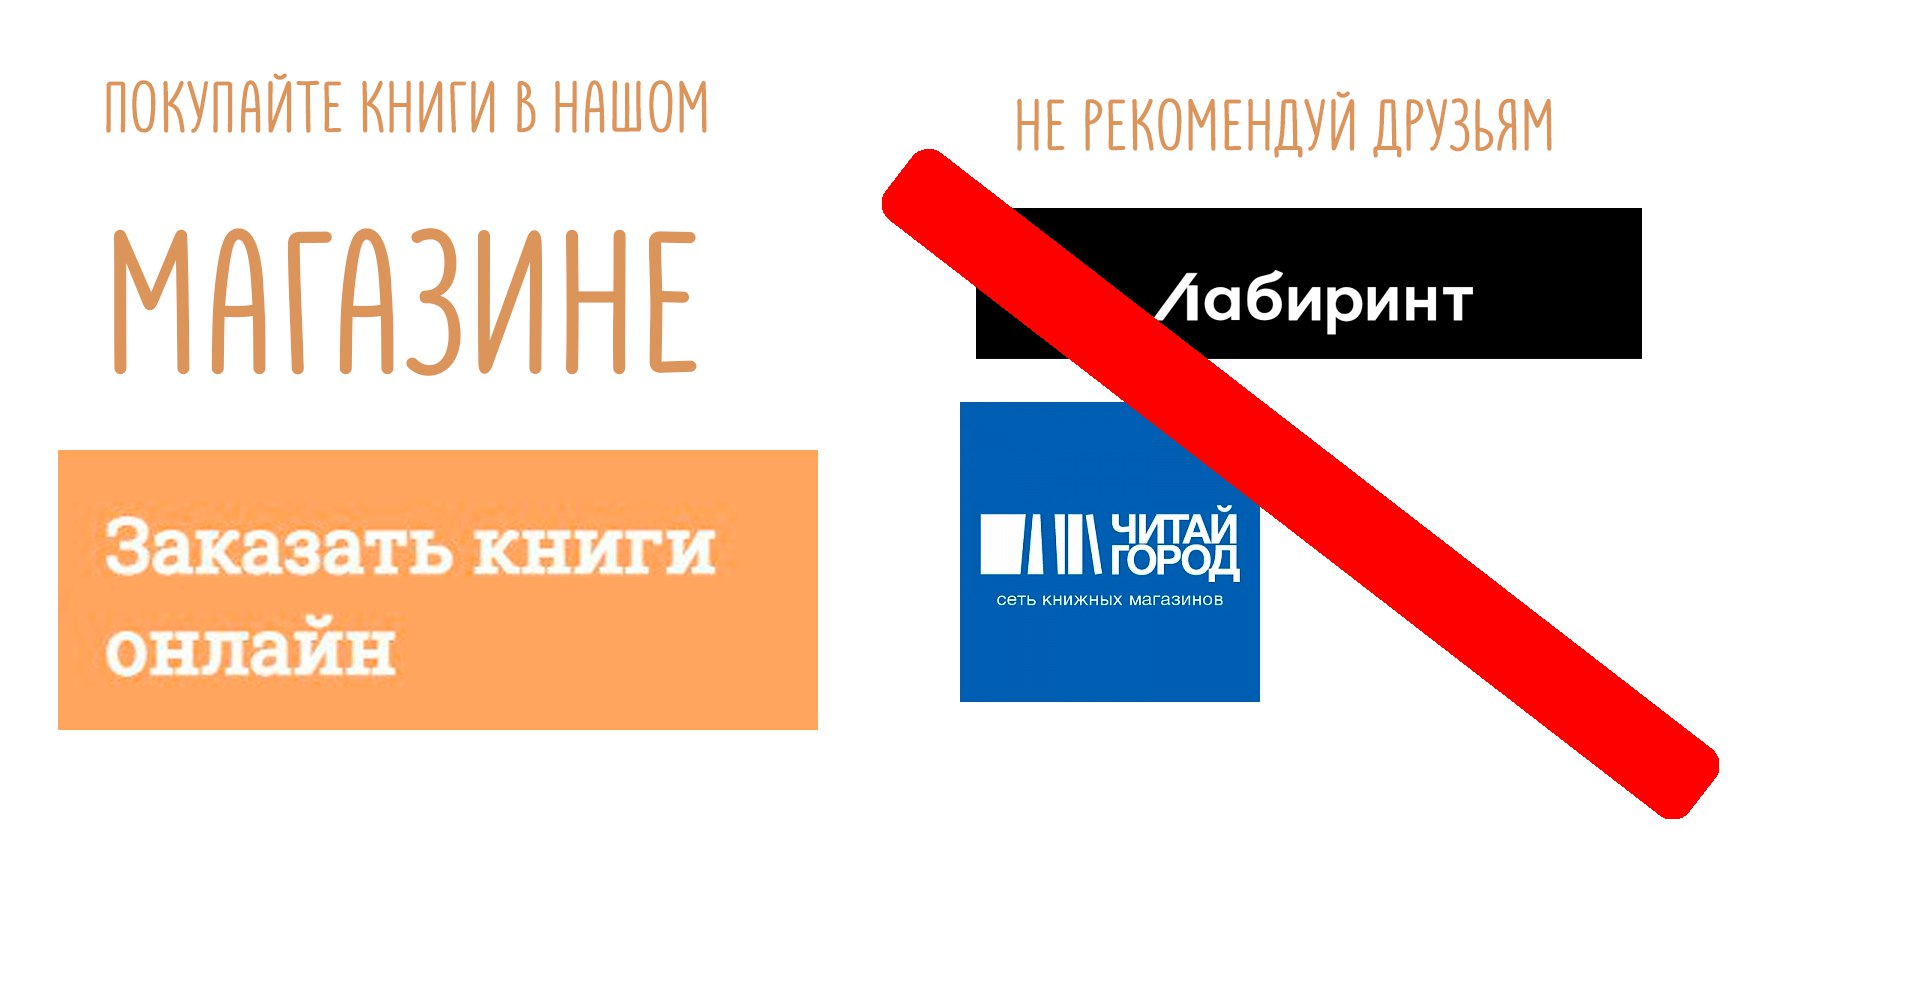 ПОКУПАЙТЕ КНИГИ В НАШОМ
МАГАЗИНЕ
Заказать книги
онлайн
НЕ РЕКОМЕНДУЙ ДРУЗЬЯМ
Лабиринт
ЧИТАЙ
ГОРОД
сеть книжных магазинов